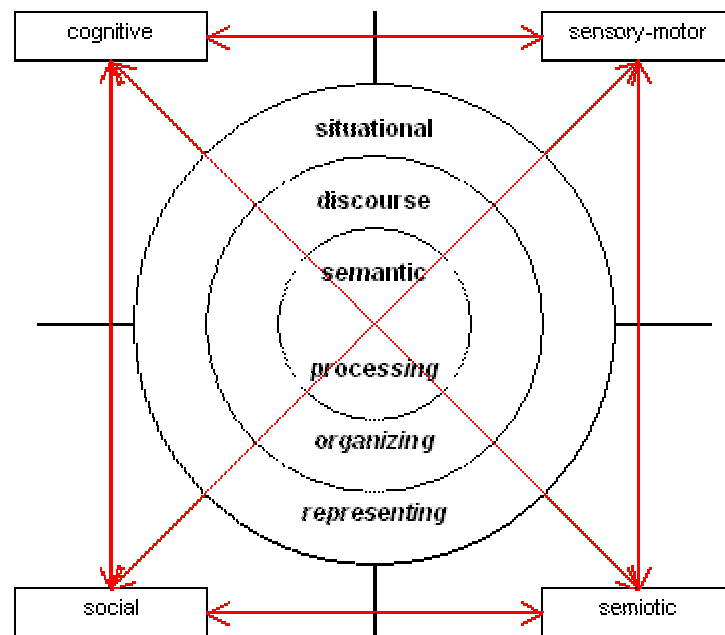 cognitive
sensory-motor
situational
discourse
semantic
processing
organizing
representing
social
semiotic